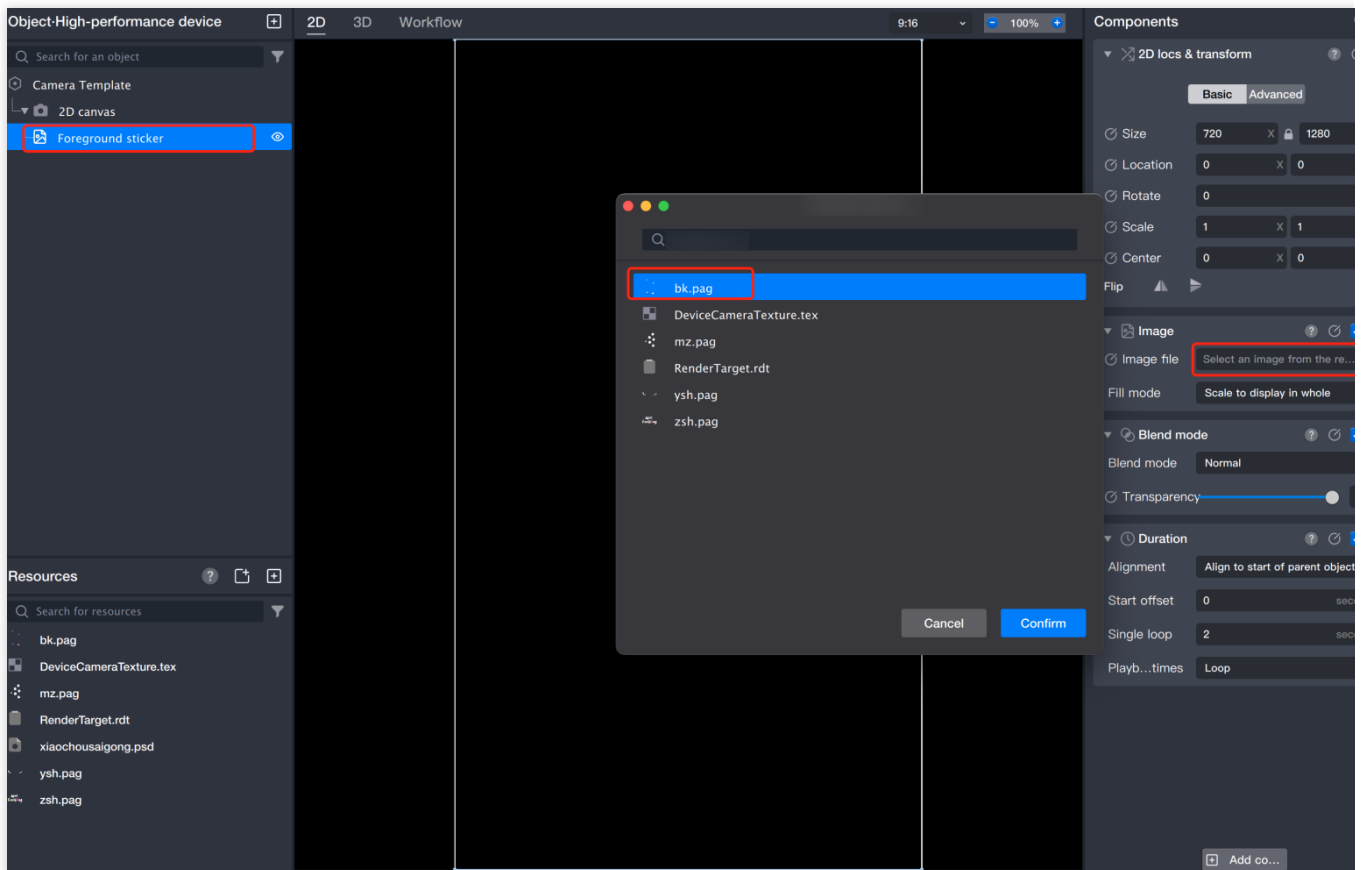 Object·High-performance device
2D 3D Workflow
9:16
100%
Components
Search for an object
Camera Template
2D canvas
Foreground sticker
2D locs & transform
Basic Advanced
Size 720 X 1280
Location 0 X 0
Rotate 0
Scale 1 X 1
Center 0 X 0
Flip
Image
Image file Select an image from the re...
Fill mode Scale to display in whole
Blend mode
Blend mode Normal
Transparency
Duration
Alignment Align to start of parent object
Start offset 0 sec
Single loop 2 sec
Playb...times Loop
Add co...
bk.pag
DeviceCameraTexture.tex
mz.pag
RenderTarget.rdt
ysh.pag
zsh.pag
Cancel Confirm
Resources
Search for resources
bk.pag
DeviceCameraTexture.tex
mz.pag
RenderTarget.rdt
xiaochousaigong.psd
ysh.pag
zsh.pag